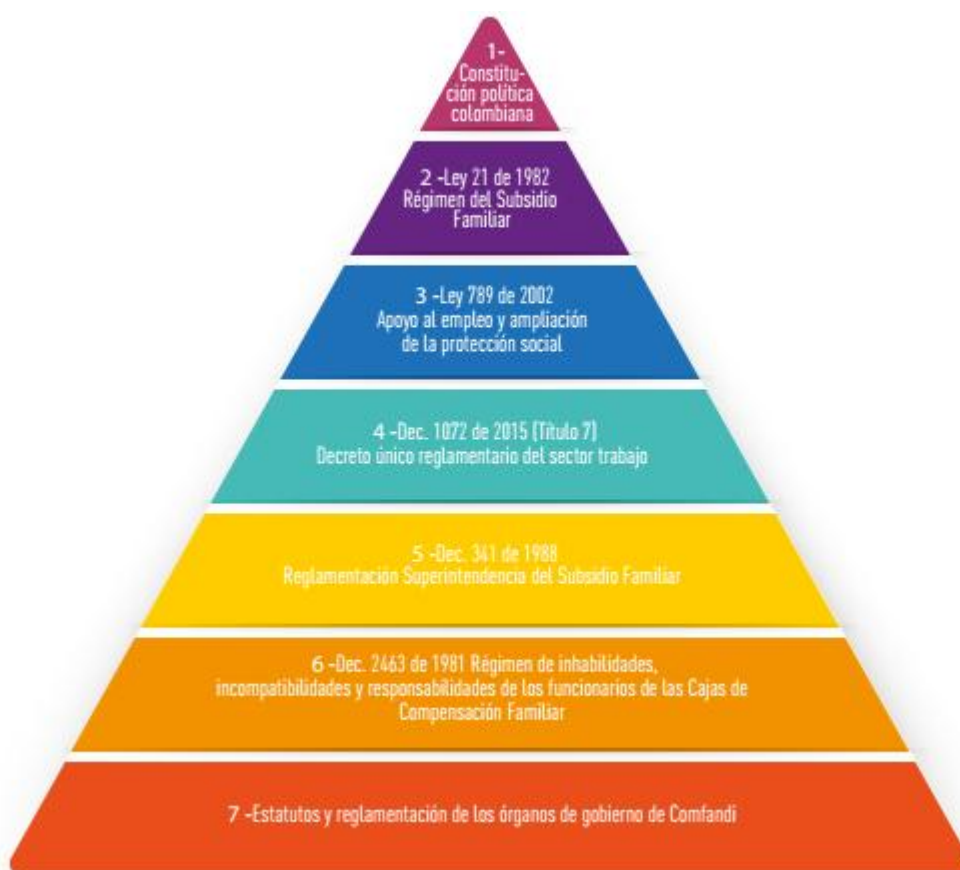 1-
Constitu-
ción política
colombiana
2 -Ley 21 de 1982
Régimen del Subsidio
Familiar
3 -Ley 789 de 2002
Apoyo al empleo y ampliación
de la protección social
4 -Dec. 1072 de 2015 (Título 7)
Decreto único reglamentario del sector trabajo
5 -Dec. 341 de 1988
Reglamentación Superintendencia del Subsidio Familiar
6 -Dec. 2463 de 1981 Régimen de inhabilidades,
incompatibilidades y responsabilidades de los funcionarios de las Cajas de
Compensación Familiar
7 -Estatutos y reglamentación de los órganos de gobierno de Comfandi